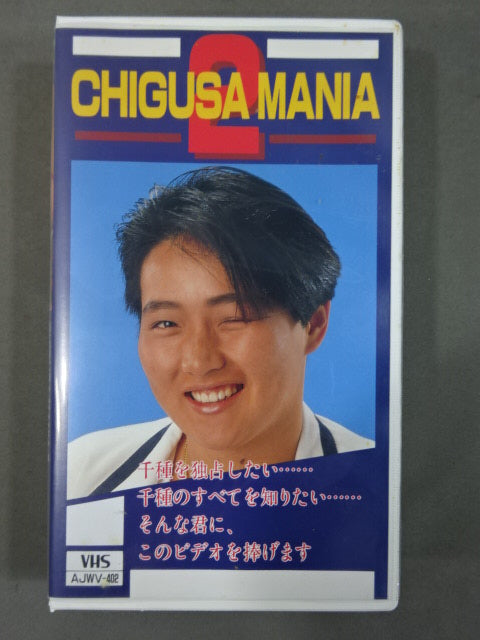 2
CHIGUSA MANIA
千種を独占したい……
千種のすべてを知りたい……
そんな君に、
このビデオを捧げます
VHS
AJWV-402